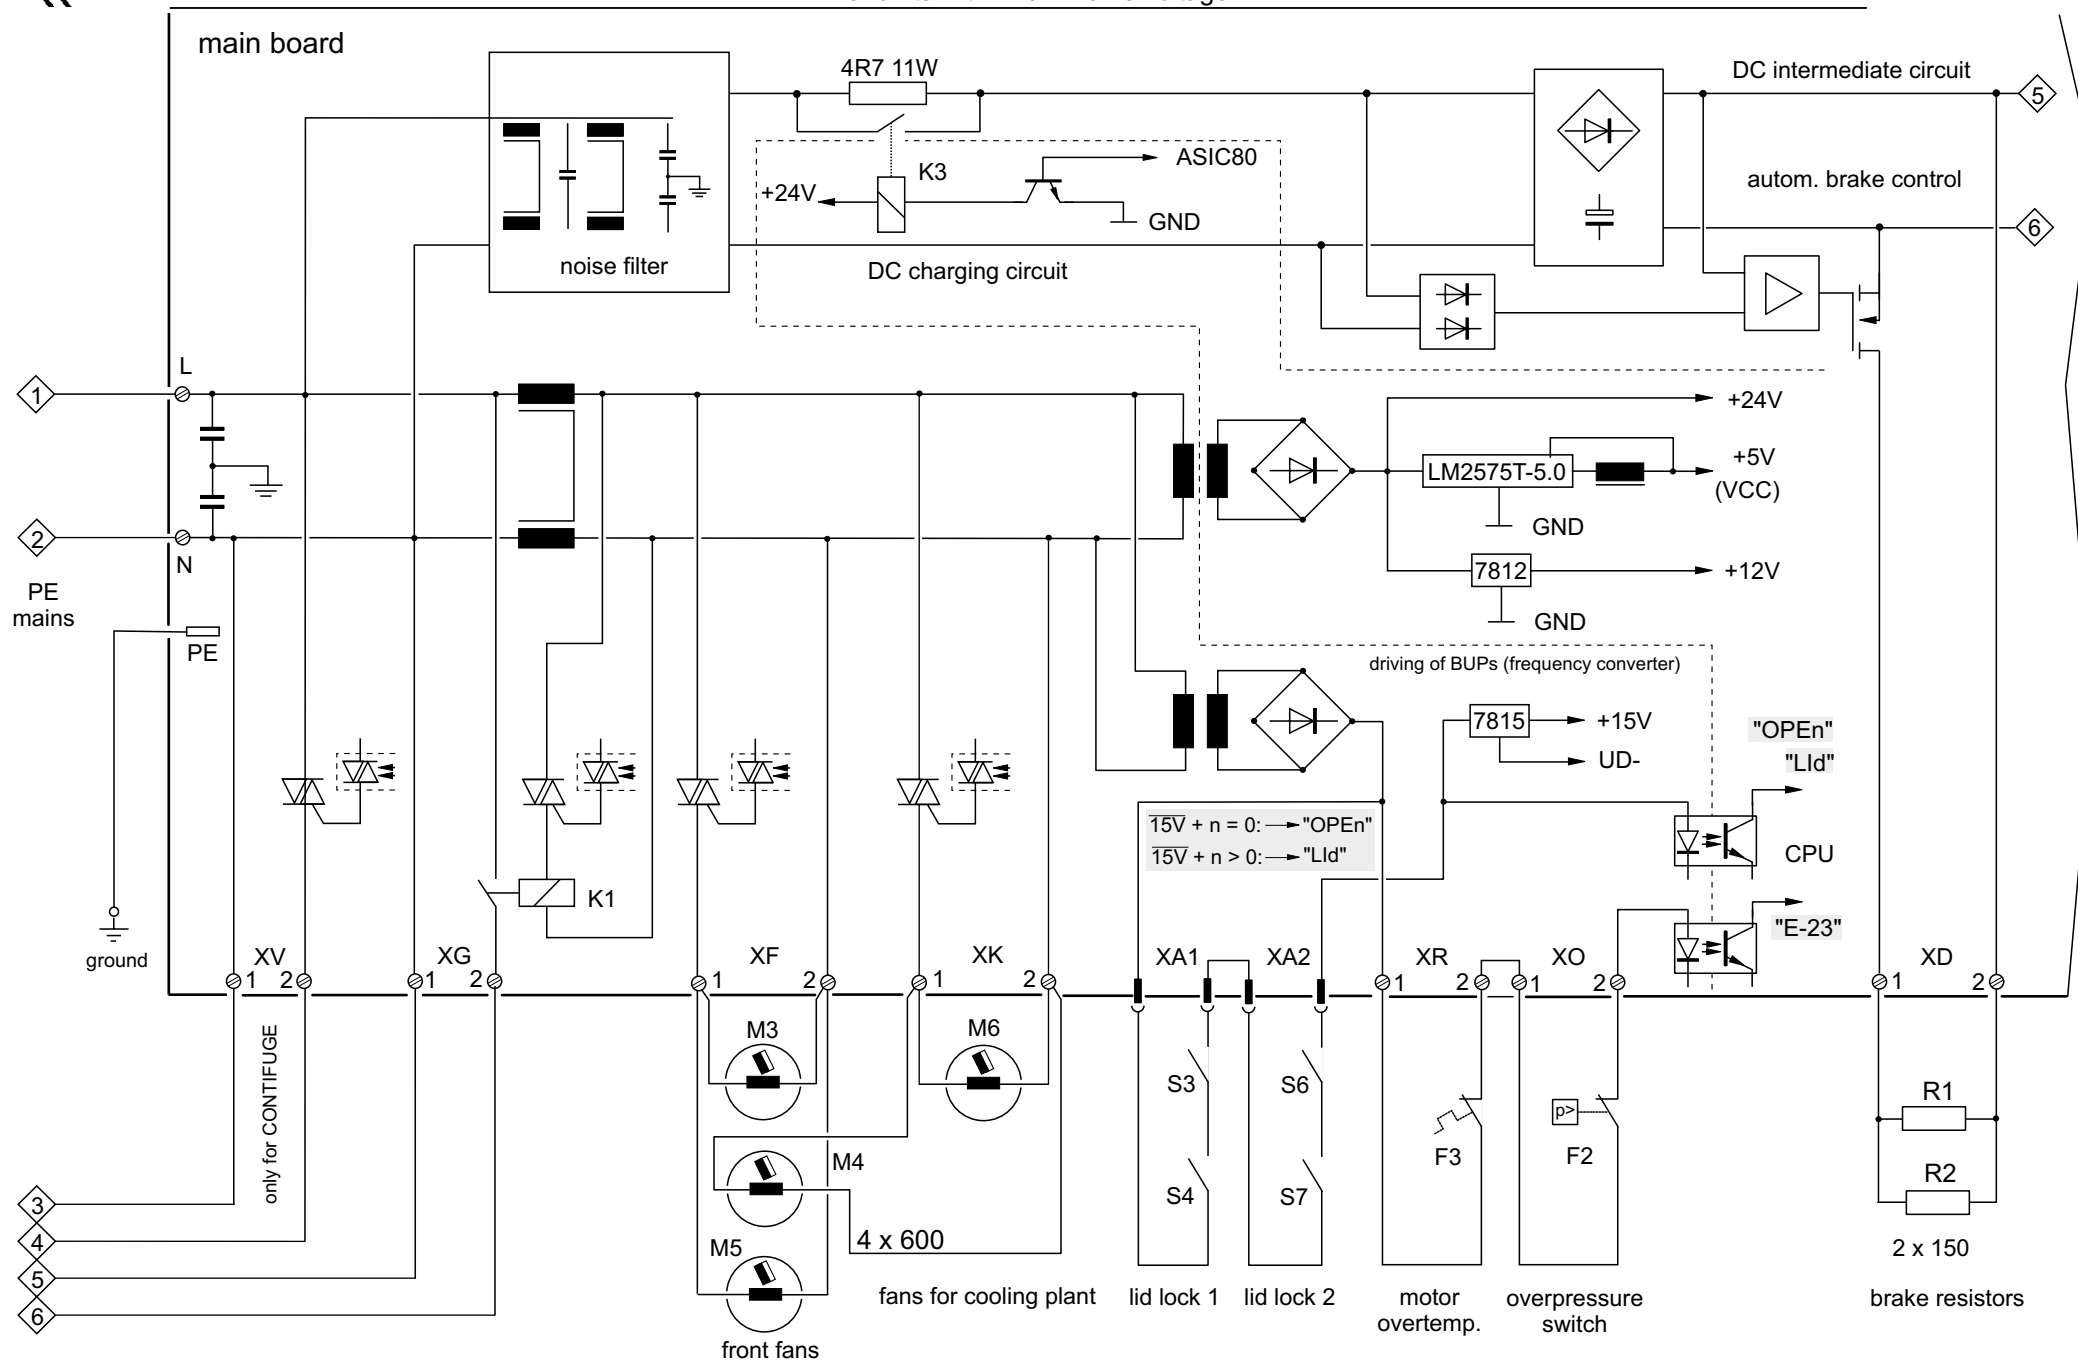 main board
4R7 11W
DC intermediate circuit
5
K3
ASIC80
+24V
GND
autom. brake control
6
noise filter
DC charging circuit
L
1
+24V
LM2575T-5.0
+5V
(VCC)
GND
2
N
7812
+12V
GND
PE
mains
PE
driving of BUPs (frequency converter)
7815
+15V
UD-
"OPEn"
"LId"
15V + n = 0: "OPEn"
15V + n > 0: "LId"
CPU
K1
"E-23"
ground
XV
XG
XF
XK
XA1
XA2
XR
XO
XD
1
2
1
2
1
2
1
2
1
2
1
2
1
2
only for CONTIFUGE
M3
M6
S3
S6
p>
F3
F2
R1
M4
S4
S7
R2
3
4
5
6
M5
4 x 600
2 x 150
fans for cooling plant
lid lock 1
lid lock 2
motor
overtemp.
overpressure
switch
brake resistors
front fans